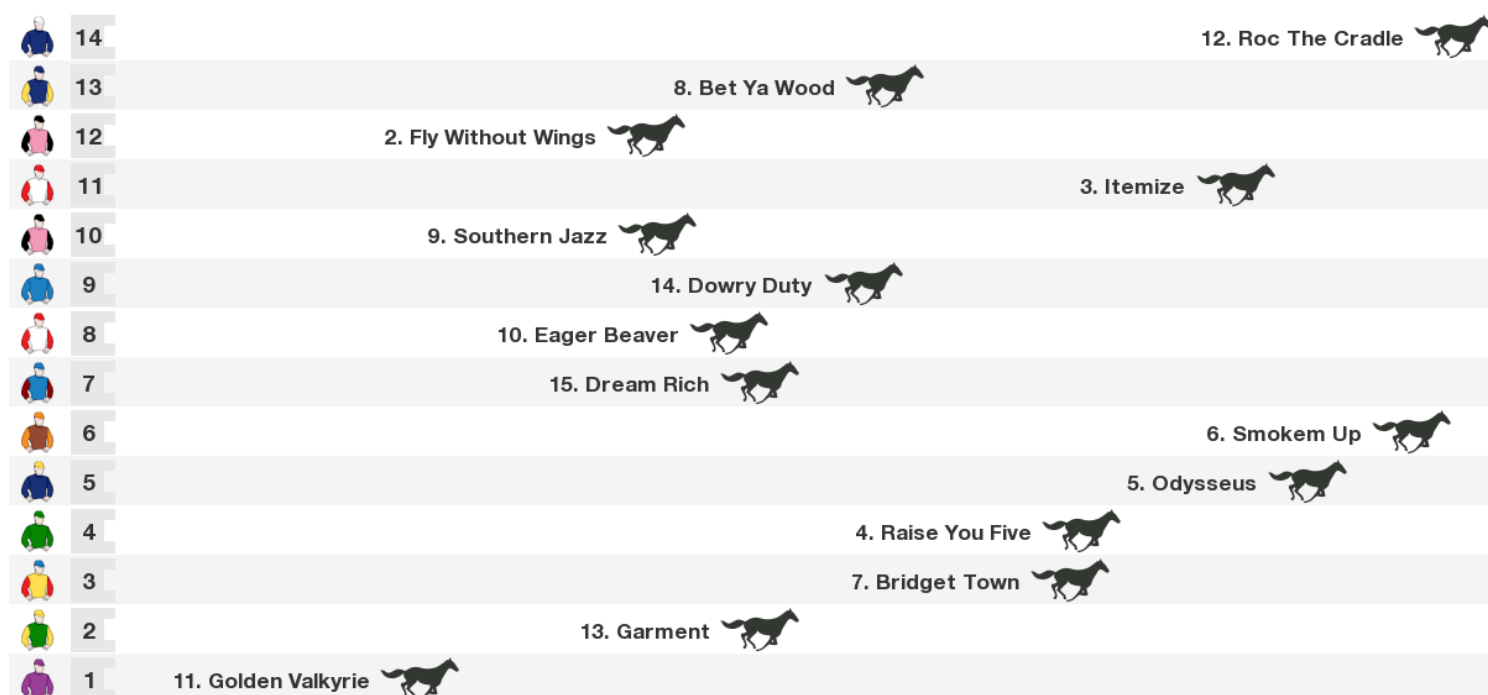 14 12. Roc The Cradle
13 8. Bet Ya Wood
12 2. Fly Without Wings
11 3. Itemize
10 9. Southern Jazz
9 14. Dowry Duty
8 10. Eager Beaver
7 15. Dream Rich
6 6. Smokem Up
5 5. Odysseus
4 4. Raise You Five
3 7. Bridget Town
2 13. Garment
1 11. Golden Valkyrie